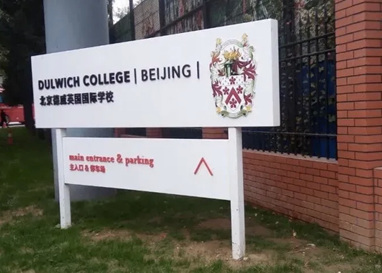 DULWICH COLLEGE | BEIJING |
北京德威英国国际学校
main entrance & parking
主入口 & 停车场